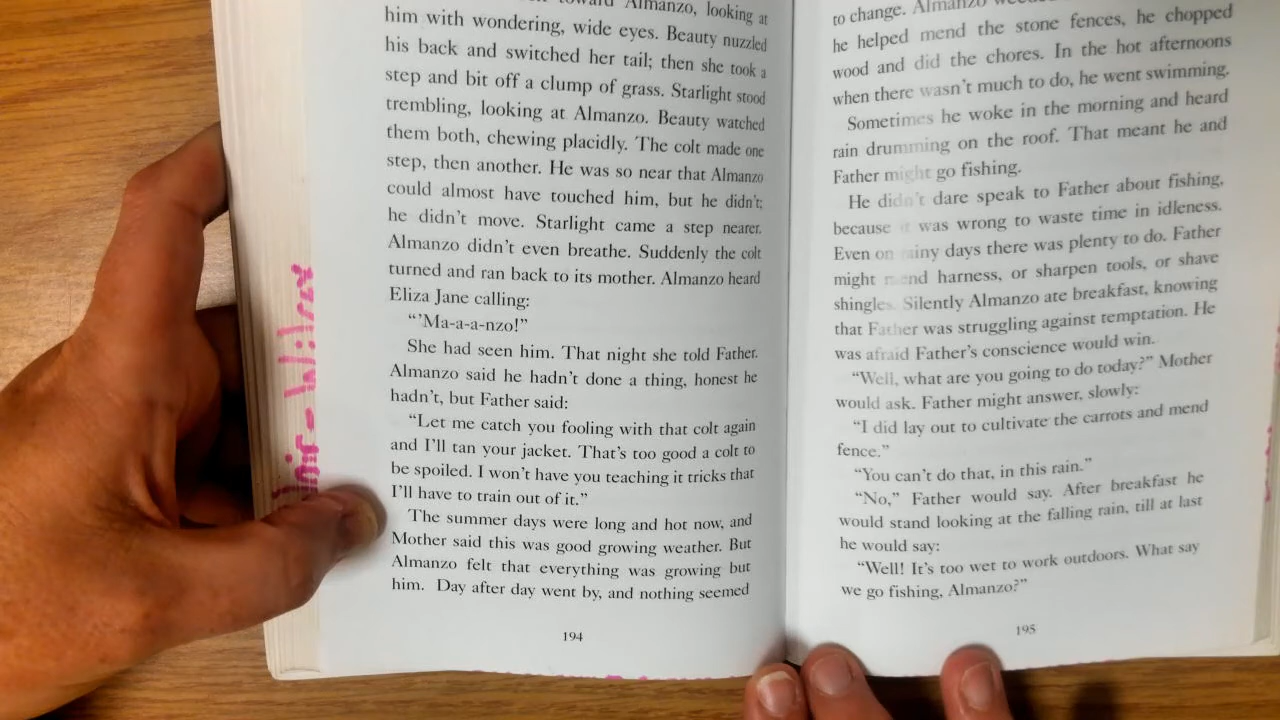 toward Almanzo, looking at
him with wondering, wide eyes. Beauty nuzzled
his back and switched her tail; then she took a
step and bit off a clump of grass. Starlight stood
trembling, looking at Almanzo. Beauty watched
them both, chewing placidly. The colt made one
step, then another. He was so near that Almanzo
could almost have touched him, but he didn't;
he didn't move. Starlight came a step nearer.
Almanzo didn't even breathe. Suddenly the colt
turned and ran back to its mother. Almanzo heard
Eliza Jane calling:
“’Ma-a-a-nzo!”
She had seen him. That night she told Father.
Almanzo said he hadn't done a thing, honest he
hadn't, but Father said:
“Let me catch you fooling with that colt again
and I'll tan your jacket. That's too good a colt to
be spoiled. I won't have you teaching it tricks that
I'll have to train out of it.”
The summer days were long and hot now, and
Mother said this was good growing weather. But
Almanzo felt that everything was growing but
him. Day after day went by, and nothing seemed
194
to change. Almanzo
he helped mend the stone fences, he chopped
wood and did the chores. In the hot afternoons
when there wasn't much to do, he went swimming.
Sometimes he woke in the morning and heard
rain drumming on the roof. That meant he and
Father might go fishing.
He didn't dare speak to Father about fishing,
because it was wrong to waste time in idleness.
Even on rainy days there was plenty to do. Father
might mend harness, or sharpen tools, or shave
shingles. Silently Almanzo ate breakfast, knowing
that Father was struggling against temptation. He
was afraid Father's conscience would win.
“Well, what are you going to do today?” Mother
would ask. Father might answer, slowly:
“I did lay out to cultivate the carrots and mend
fence.”
“You can't do that, in this rain.”
“No,” Father would say. After breakfast he
would stand looking at the falling rain, till at last
he would say:
“Well! It's too wet to work outdoors. What say
we go fishing, Almanzo?”
195